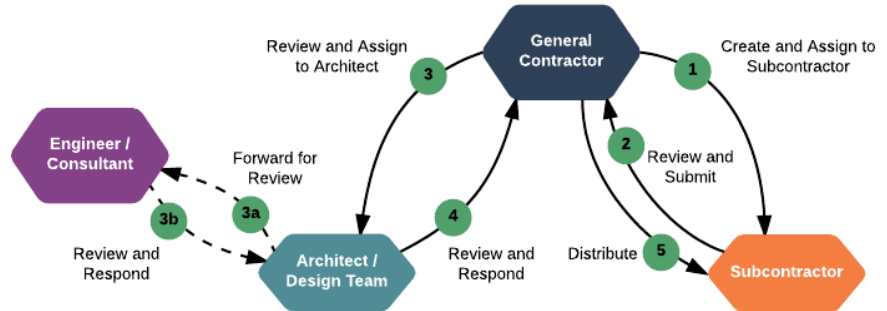 General
Contractor
Review and Assign
to Architect
3
1
Create and Assign to
Subcontractor
Engineer /
Consultant
Forward for
Review
2
Review and
Submit
3a
3b
4
Review and
Respond
Architect /
Design Team
Review and
Respond
Distribute
5
Subcontractor